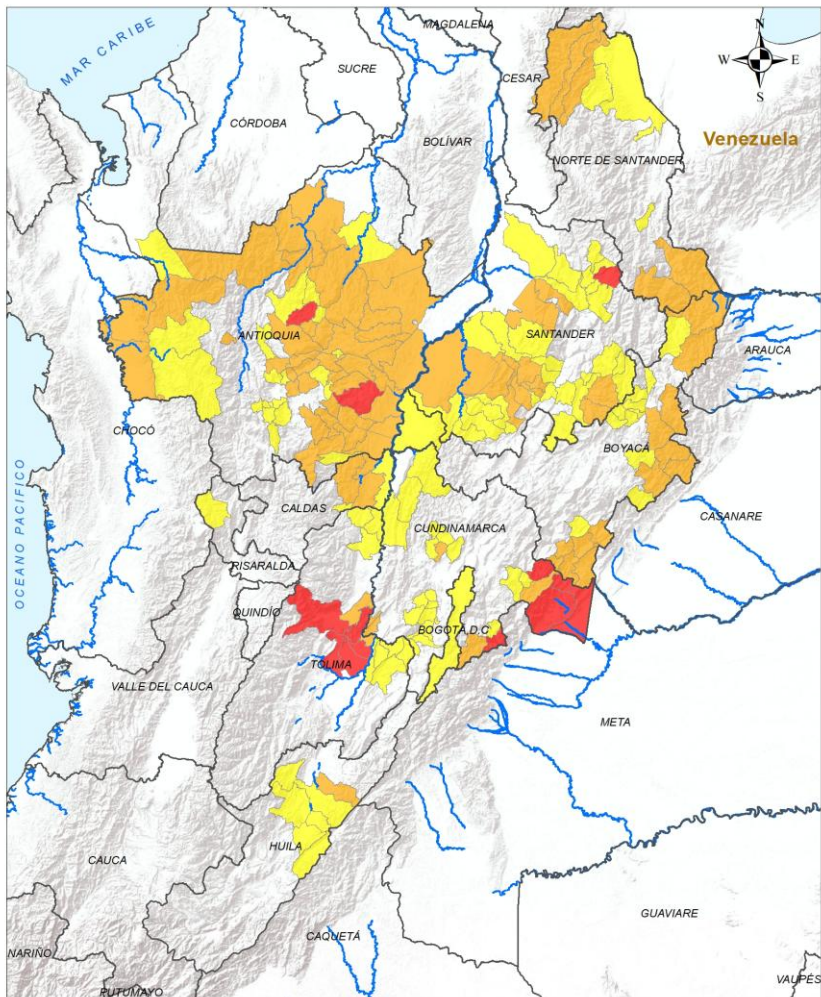 MAGDALENA
N
MAR CARIBE
SUCRE
CESAR
W
E
S
CÓRDOBA
BOLÍVAR
Venezuela
NORTE DE SANTANDER
ANTIOQUIA
SANTANDER
ARAUCA
CHOCÓ
BOYACÁ
OCEANO PACIFICO
CALDAS
CUNDINAMARCA
CASANARE
RISARALDA
QUINDÍO
BOGOTÁ,D,C
TOLIMA
VALLE DEL CAUCA
META
HUILA
CAUCA
GUAVIARE
CAQUETÁ
NARIÑO
VAUPÉS
PUTUMAYO